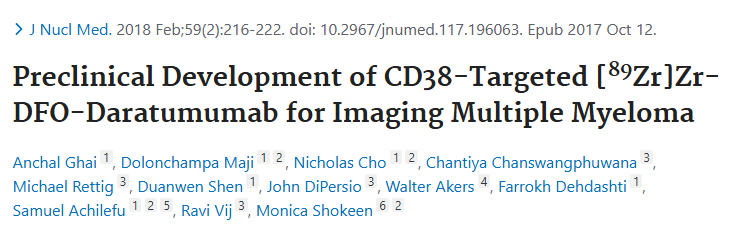 J Nucl Med. 2018 Feb;59(2):216-222. doi: 10.2967/jnumed.117.196063. Epub 2017 Oct 12.
Preclinical Development of CD38-Targeted [⁸⁹Zr]Zr-
DFO-Daratumumab for Imaging Multiple Myeloma
Anchal Ghai 1, Dolonchampa Maji 1 2, Nicholas Cho 1 2, Chantiya Chanswangphuwana 3,
Michael Rettig 3, Duanwen Shen 1, John DiPersio 3, Walter Akers 4, Farrokh Dehdashti 1,
Samuel Achilefu 1 2 5, Ravi Vij 3, Monica Shokeen 6 2